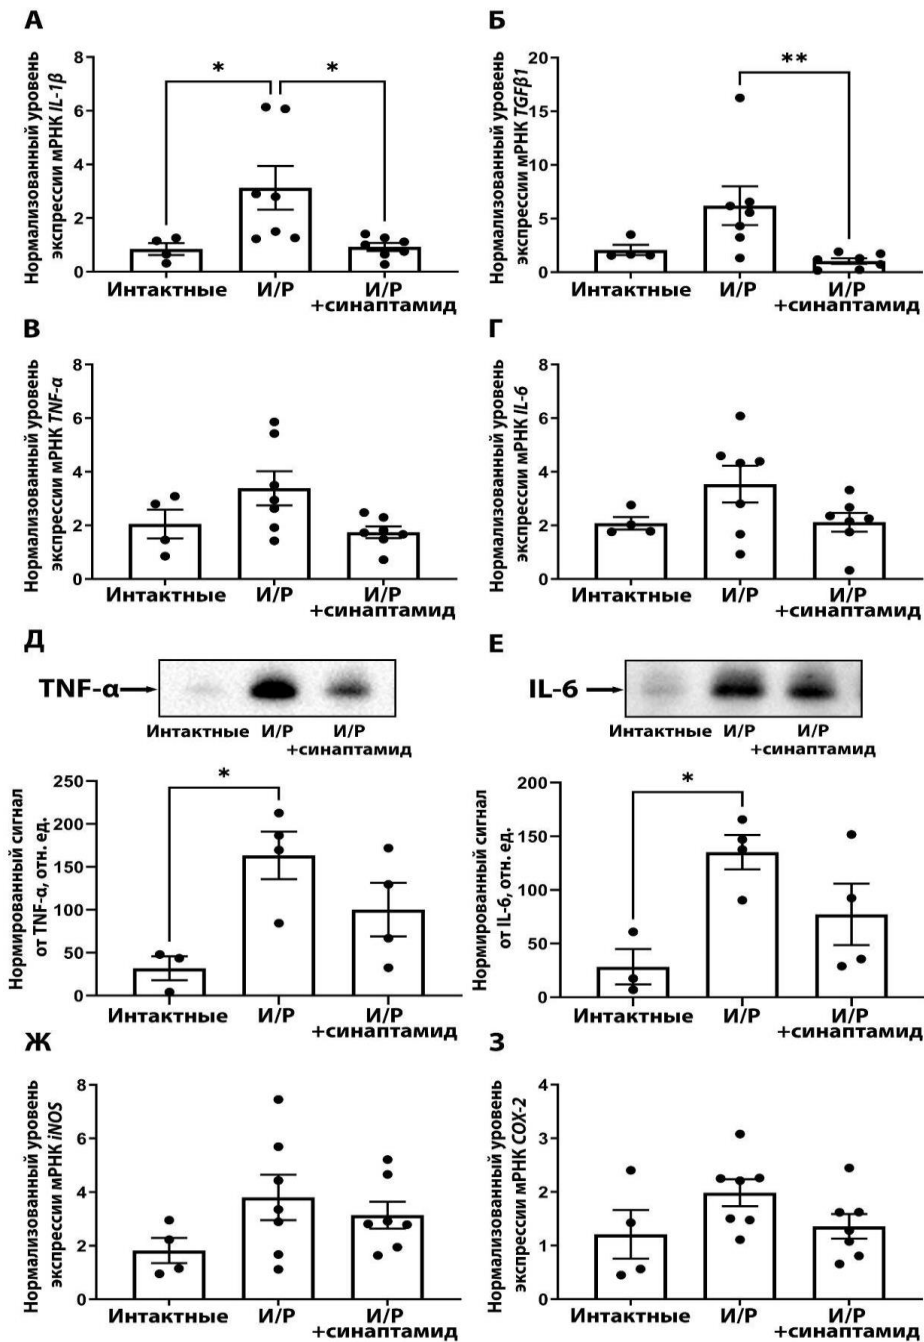 А
Нормализованный уровень
экспрессии мРНК IL-1β
8
6
4
2
0
*
*
Интактные
И/Р
И/Р
+синаптамид
Б
Нормализованный уровень
экспрессии мРНК TGFβ1
20
15
10
5
0
**
Интактные
И/Р
И/Р
+синаптамид
В
Нормализованный уровень
экспрессии мРНК TNF-α
8
6
4
2
0
Интактные
И/Р
И/Р
+синаптамид
Г
Нормализованный уровень
экспрессии мРНК IL-6
8
6
4
2
0
Интактные
И/Р
И/Р
+синаптамид
Д
TNF-α
Интактные
И/Р
И/Р
+синаптамид
Нормированный сигнал
от TNF-α, отн. ед.
250
200
150
100
50
0
*
Интактные
И/Р
И/Р
+синаптамид
Е
IL-6
Интактные
И/Р
И/Р
+синаптамид
Нормированный сигнал
от IL-6, отн. ед.
200
150
100
50
0
*
Интактные
И/Р
И/Р
+синаптамид
Ж
Нормализованный уровень
экспрессии мРНК iNOS
8
6
4
2
0
Интактные
И/Р
И/Р
+синаптамид
З
Нормализованный уровень
экспрессии мРНК COX-2
4
3
2
1
0
Интактные
И/Р
И/Р
+синаптамид